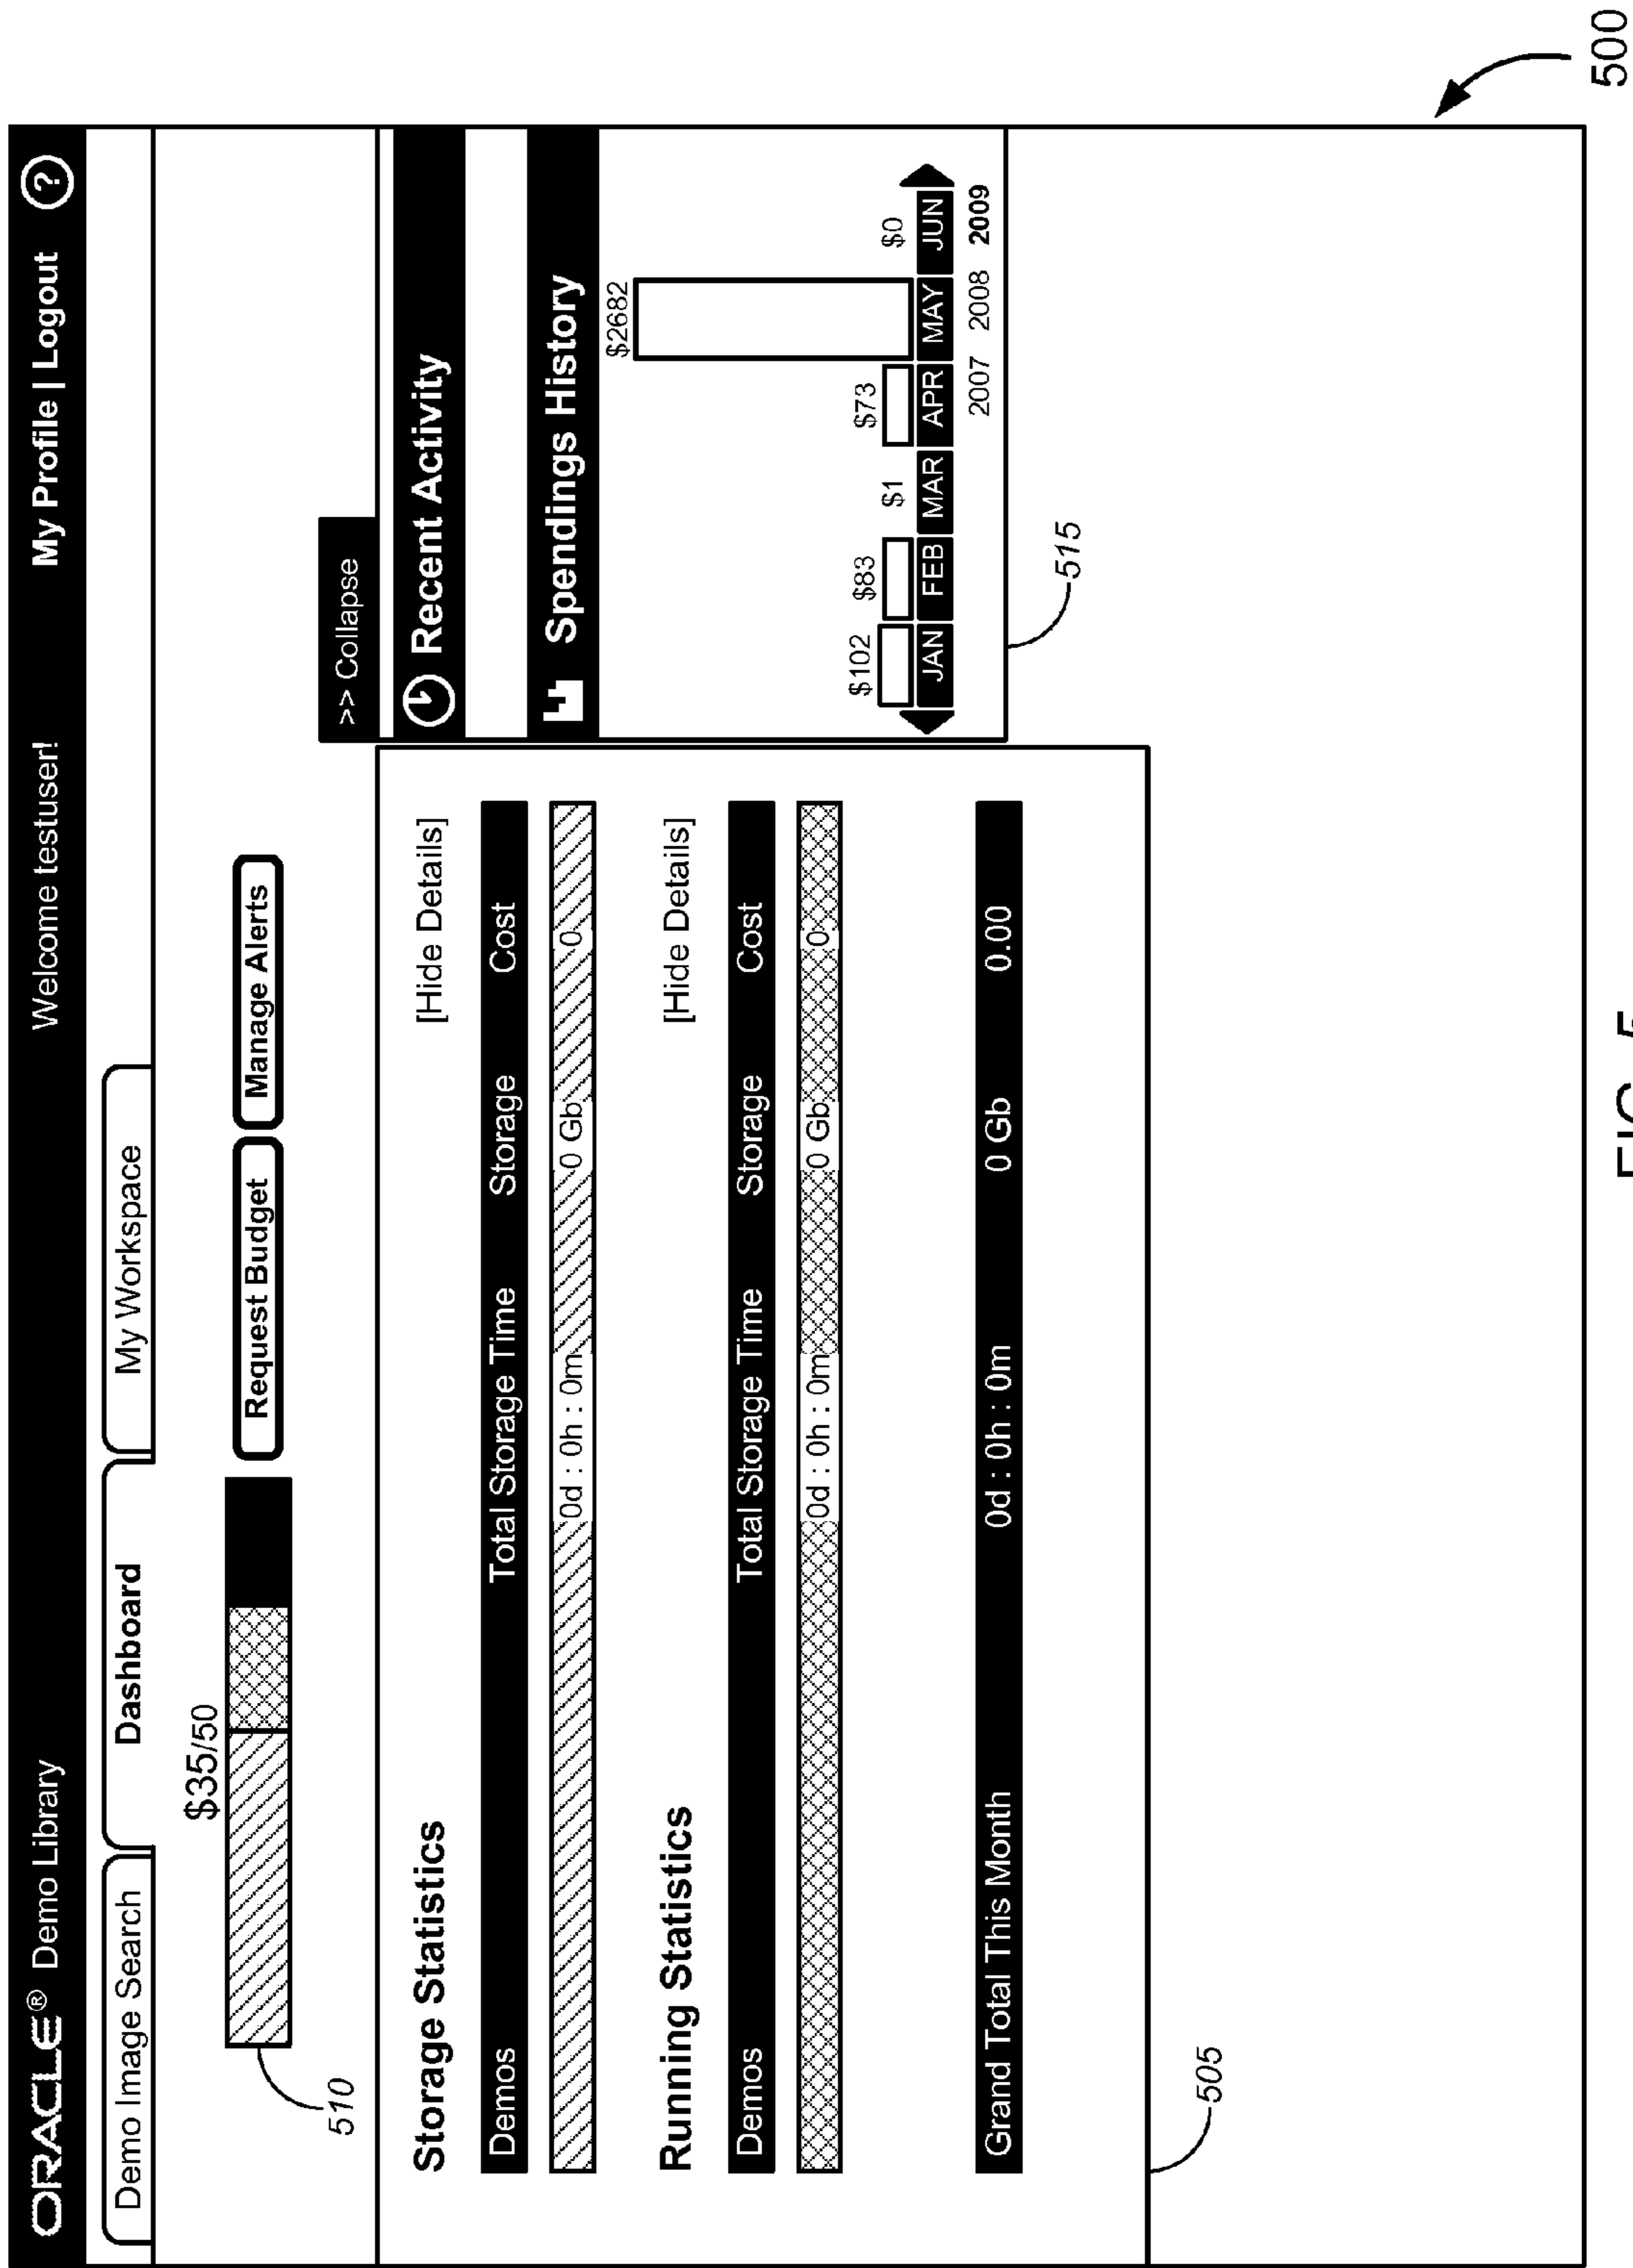 ORACLE® Demo Library Welcome testuser! My Profile | Logout ?
Demo Image Search Dashboard My Workspace
$35/50
510
Request Budget Manage Alerts
>> Collapse
Storage Statistics [Hide Details]
Demos Total Storage Time Storage Cost
0d : 0h : 0m 0 Gb 0
Running Statistics [Hide Details]
Demos Total Storage Time Storage Cost
0d : 0h : 0m 0 Gb 0
Grand Total This Month 0d : 0h : 0m 0 Gb 0.00
505
Recent Activity
Spendings History
$2682
$102 $83 $1 $73 $0
JAN FEB MAR APR MAY JUN
2007 2008 2009
515
500
FIG. 5